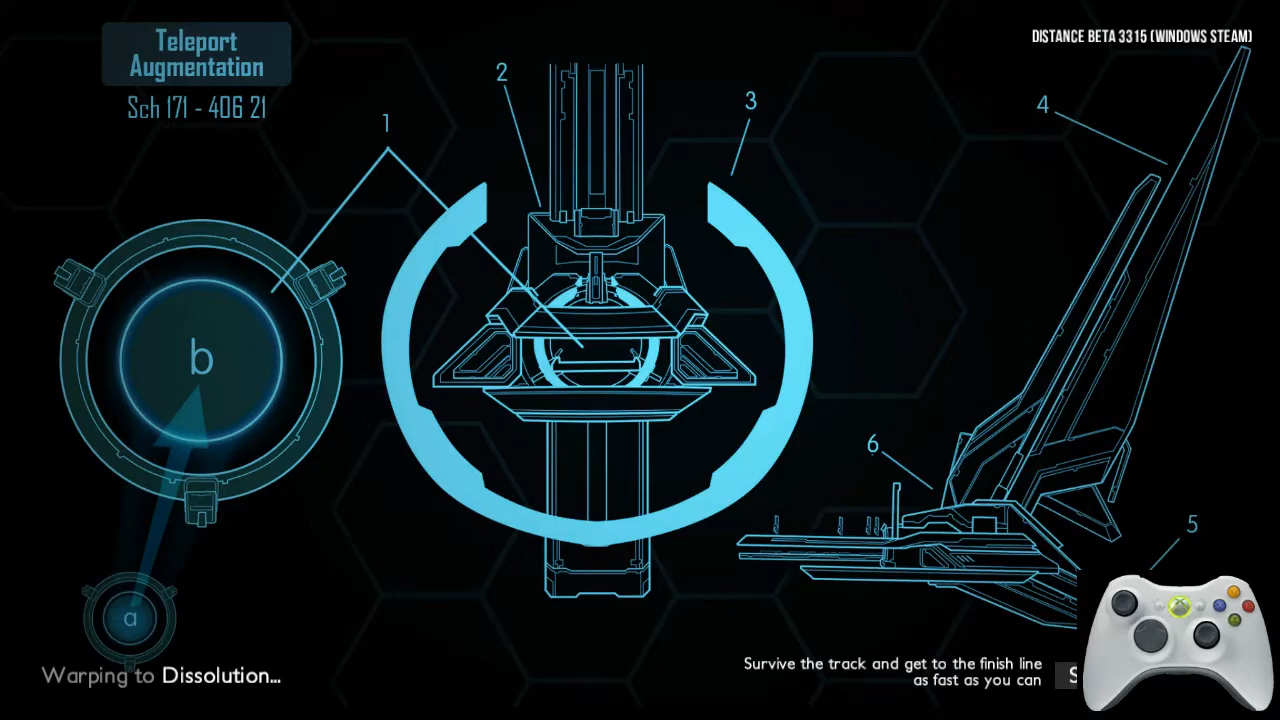 Teleport
Augmentation
Sch 171 - 406 21
DISTANCE BETA 3315 (WINDOWS STEAM)
1
2
3
4
b
6
5
a
Warping to Dissolution...
Survive the track and get to the finish line
as fast as you can
S